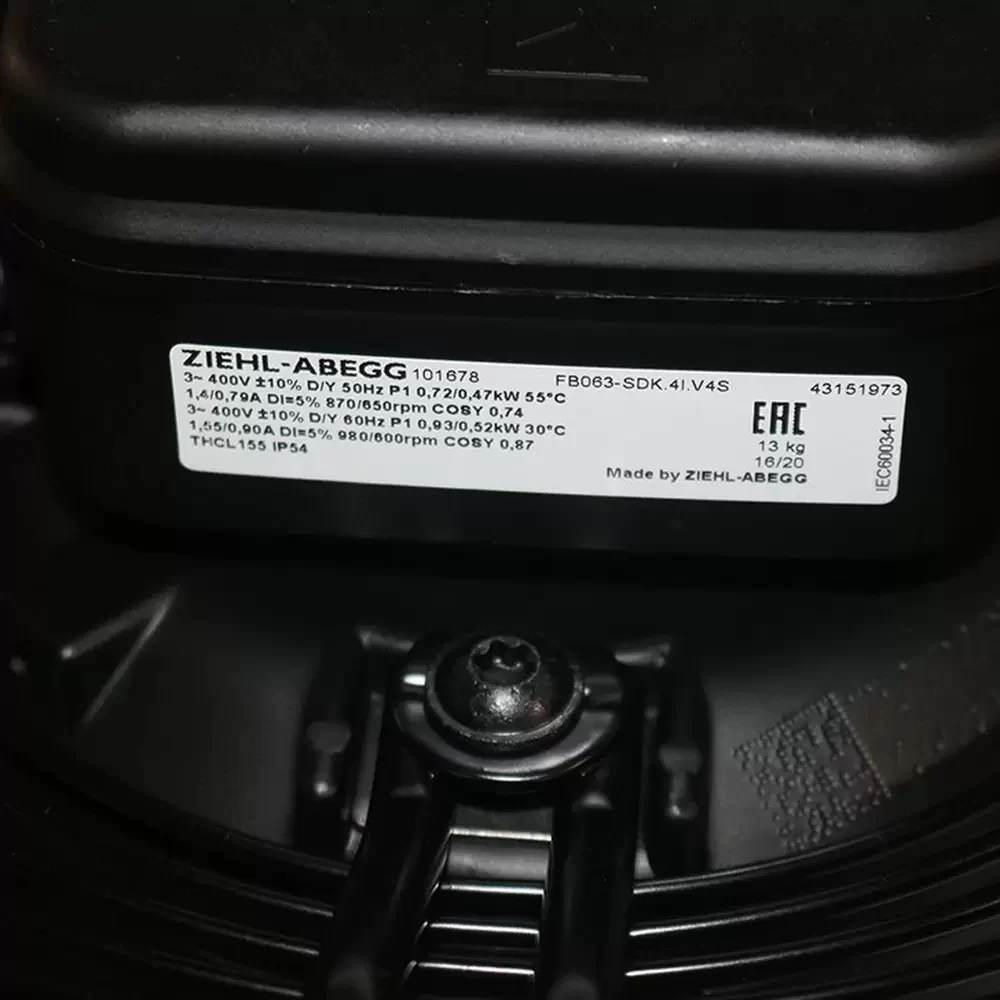 ZIEHL-ABEGG 101678 FB063-SDK.4I.V4S 43151973
3~ 400V ±10% D/Y 50Hz P1 0,72/0,47kW 55°C
1,4/0,79A DI=5% 870/650rpm COSY 0,74
3~ 400V ±10% D/Y 60Hz P1 0,93/0,52kW 30°C
1,55/0,90A DI=5% 980/600rpm COSY 0,87
THCL155 IP54
EAC
13 kg
16/20
Made by ZIEHL-ABEGG
IEC60034-1